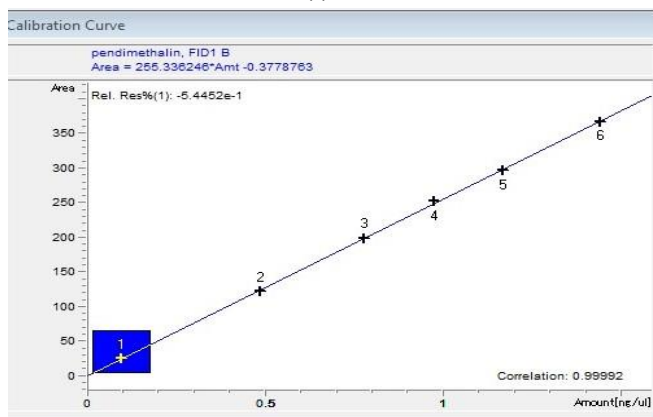 Calibration Curve
pendimethalin, FID1 B
Area = 255.336246*Amt -0.3778763
Area
Rel. Res%(1): -5.4452e-1
350
300
250
200
150
100
50
0
1
2
3
4
5
6
Correlation: 0.99992
0
0.5
1
Amount[ng/ul]